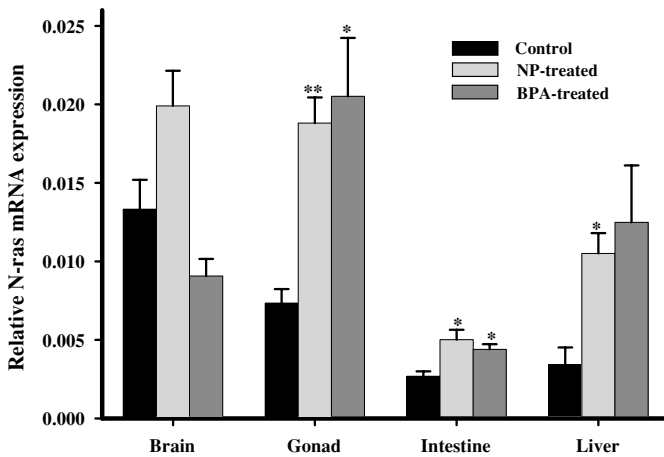 Relative N-ras mRNA expression
0.025
0.020
0.015
0.010
0.005
0.000
Control
NP-treated
BPA-treated
** *
* *
*
Brain Gonad Intestine Liver